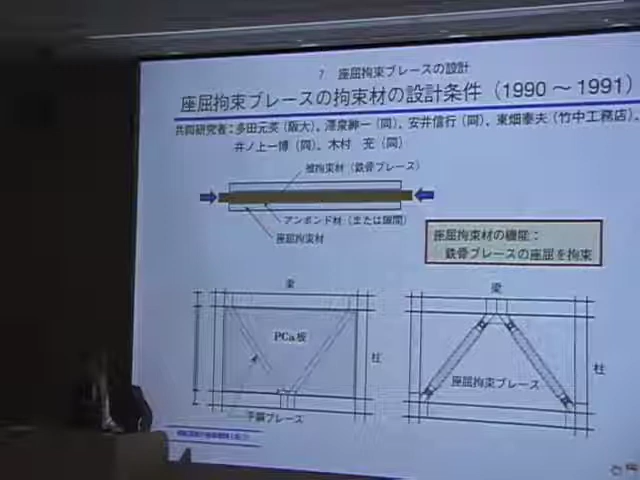 7 座屈拘束ブレースの設計
座屈拘束ブレースの拘束材の設計条件（1990 ～ 1991）
共同研究者：多田元英（阪大）、澤泉紳一（同）、安井信行（同）、東畑泰夫（竹中工務店）、
井ノ上一博（同）、木村 充（同）
被拘束材（鉄骨ブレース）
アンボンド材（または隙間）
座屈拘束材
座屈拘束材の機能：
鉄骨ブレースの座屈を拘束
梁
PCa板
柱
平鋼ブレース
梁
座屈拘束ブレース
柱